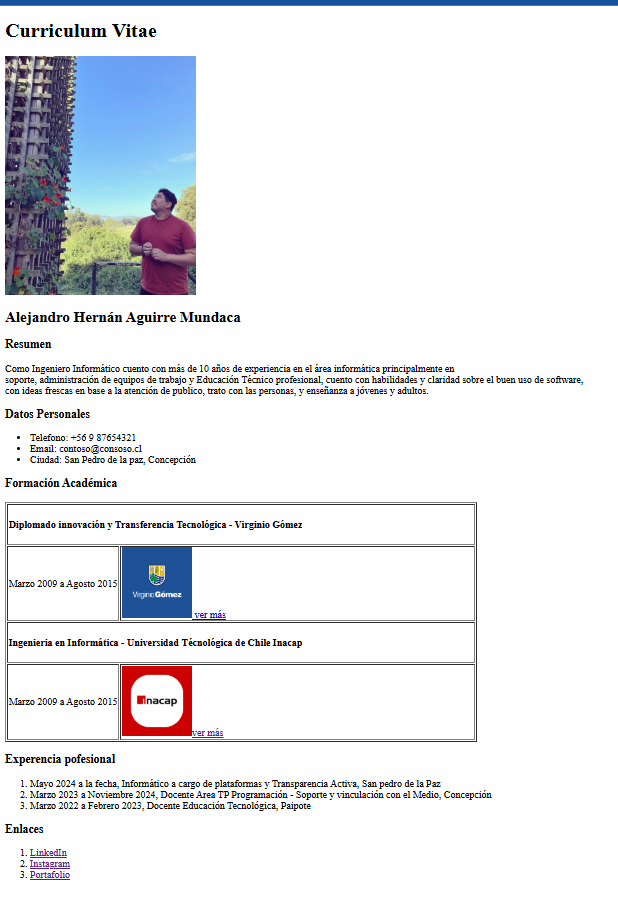 Curriculum Vitae
Alejandro Hernán Aguirre Mundaca
Resumen
Como Ingeniero Informático cuento con más de 10 años de experiencia en el área informática principalmente en
soporte, administración de equipos de trabajo y Educación Técnico profesional, cuento con habilidades y claridad sobre el buen uso de software,
con ideas frescas en base a la atención de publico, trato con las personas, y enseñanza a jóvenes y adultos.
Datos Personales
Telefono: +56 9 87654321
Email: contoso@consoso.cl
Ciudad: San Pedro de la paz, Concepción
Formación Académica
Diplomado innovación y Transferencia Tecnológica - Virginio Gómez
Marzo 2009 a Agosto 2015
VirginioGómez
ver más
Ingeniería en Informática - Universidad Técnológica de Chile Inacap
Marzo 2009 a Agosto 2015
inacap
ver más
Experencia pofesional
1. Mayo 2024 a la fecha, Informático a cargo de plataformas y Transparencia Activa, San pedro de la Paz
2. Marzo 2023 a Noviembre 2024, Docente Area TP Programación - Soporte y vinculación con el Medio, Concepción
3. Marzo 2022 a Febrero 2023, Docente Educación Tecnológica, Paipote
Enlaces
1. LinkedIn
2. Instagram
3. Portafolio